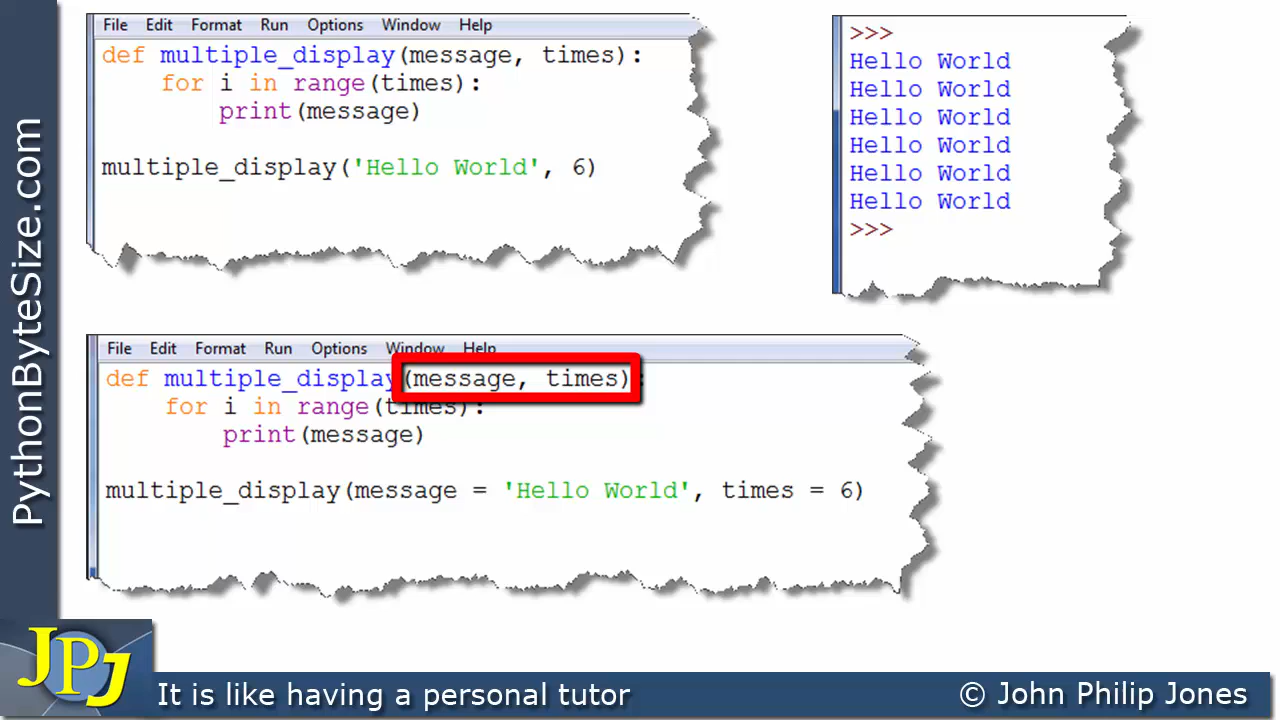 File Edit Format Run Options Window Help
def multiple_display(message, times):
for i in range(times):
print(message)
multiple_display('Hello World', 6)
>>>
Hello World
Hello World
Hello World
Hello World
Hello World
Hello World
>>>
File Edit Format Run Options Window Help
def multiple_display(message, times):
for i in range(times):
print(message)
multiple_display(message = 'Hello World', times = 6)
PythonByteSize.com
JPJ
It is like having a personal tutor
© John Philip Jones